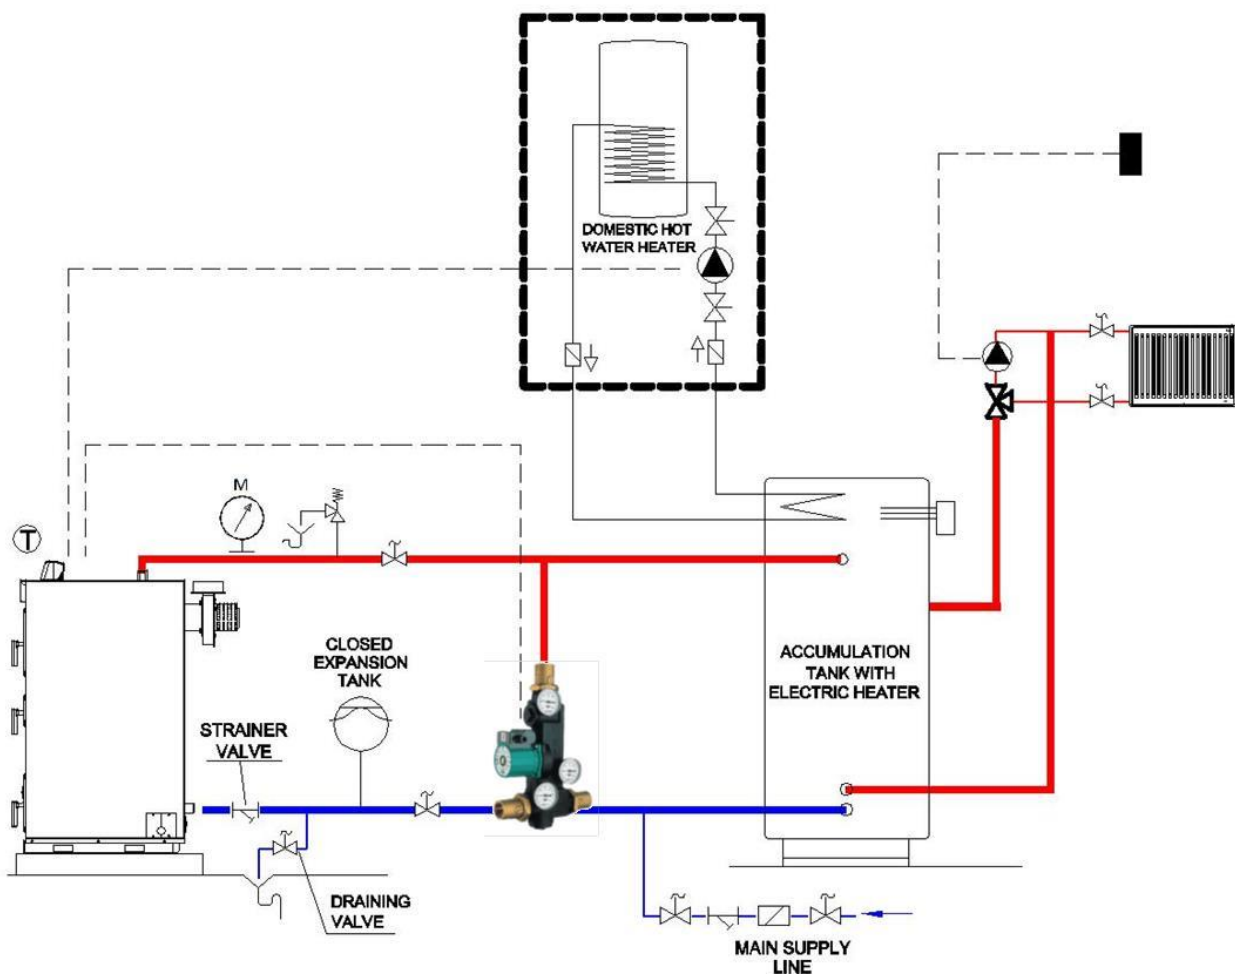 DOMESTIC HOT
WATER HEATER
M
T
CLOSED
EXPANSION
TANK
ACCUMULATION
TANK WITH
ELECTRIC HEATER
STRAINER
VALVE
DRAINING
VALVE
MAIN SUPPLY
LINE